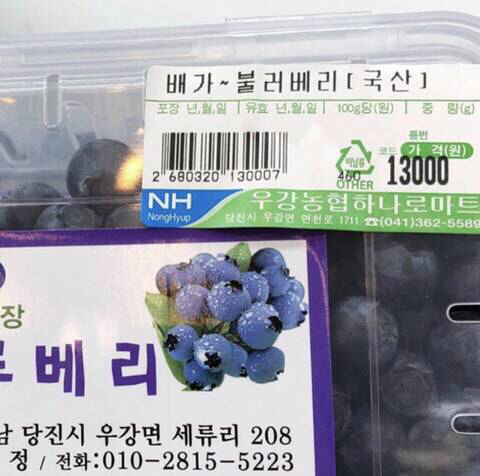 배가~불러베리[국산]
포장 년,월,일 유효 년,월,일 100g당(원) 중 량(g)
품번
코드 가 격(원)
2 680320 130007
비닐류
460
OTHER
13000
NH 우강농협하나로마트
NongHyup 당진시 우강면 면천로 1711 ☎(041)362-5589
장
베리
남 당진시 우강면 세류리 208
정 / 전화:010-2815-5223